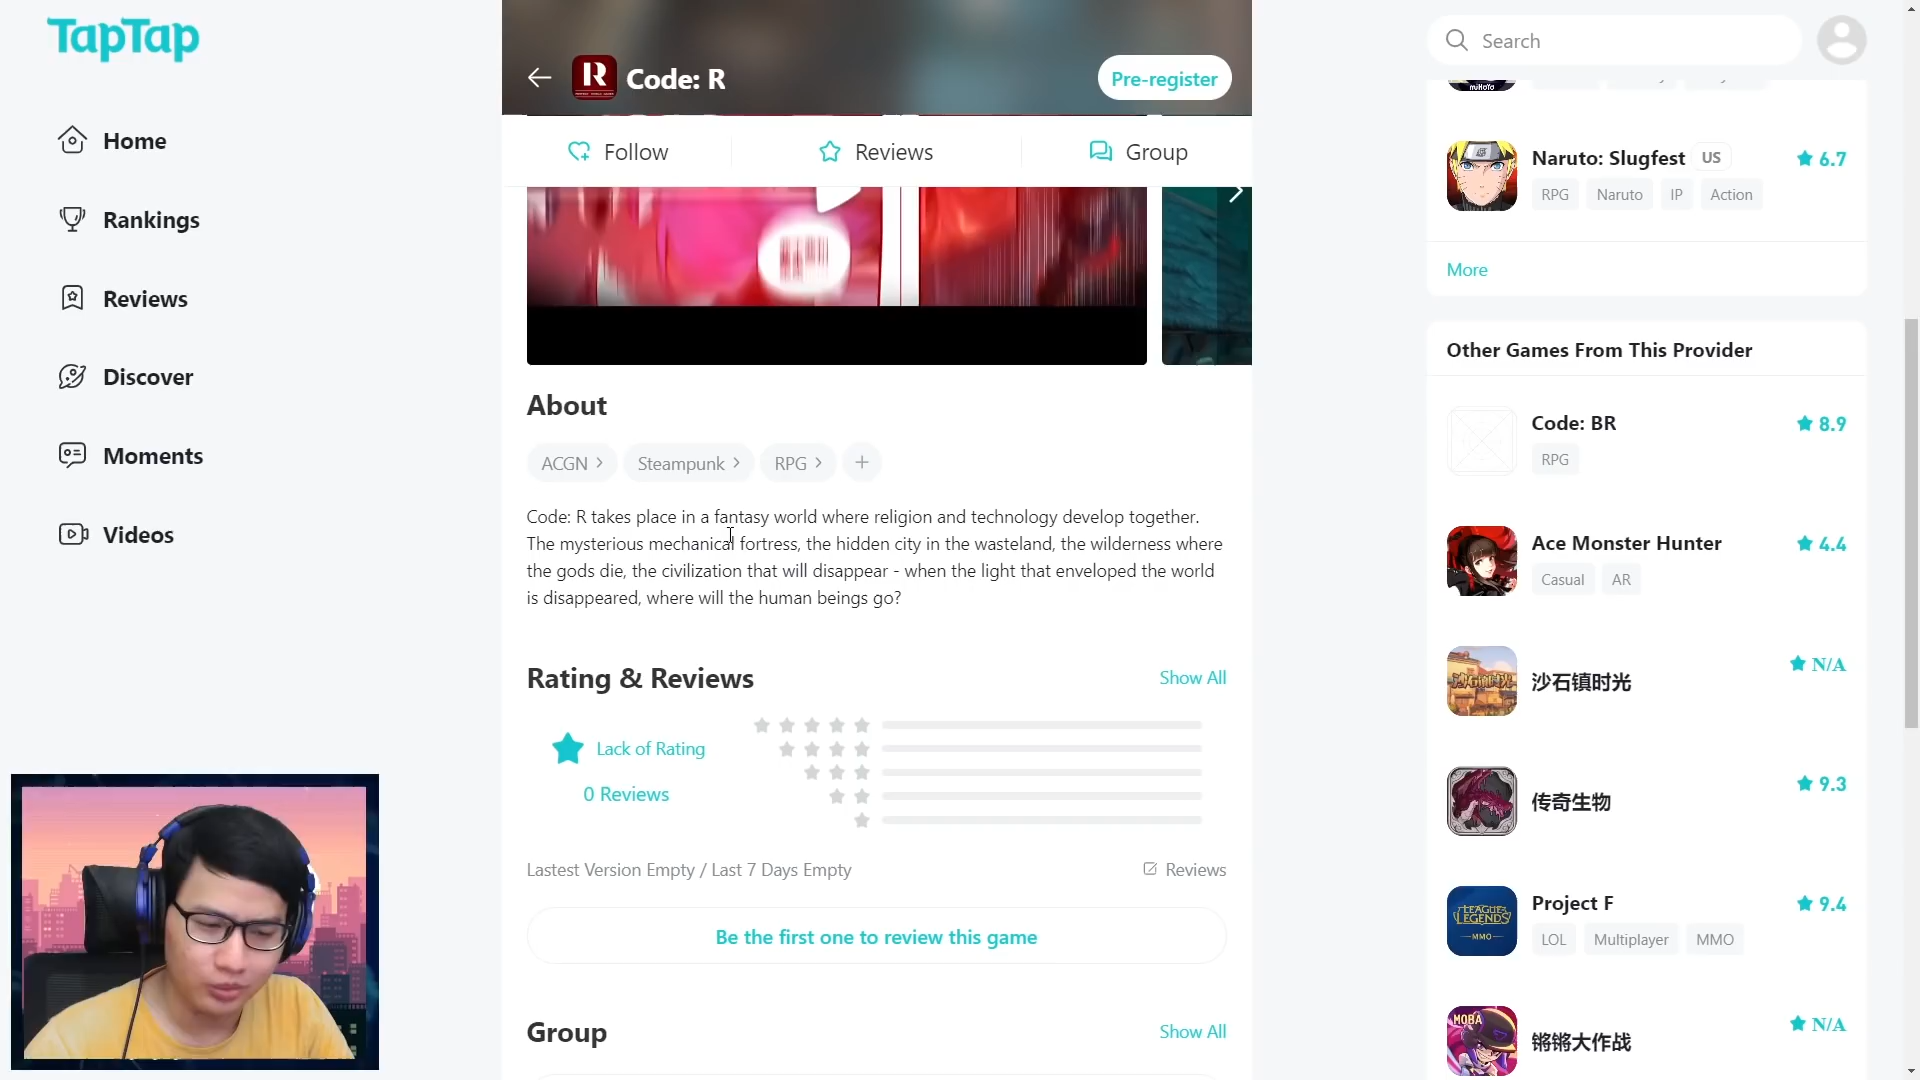 TapTap
Home
Rankings
Reviews
Discover
Moments
Videos
R
Code: R
Pre-register
Follow
Reviews
Group
About
ACGN
Steampunk
RPG
+
Code: R takes place in a fantasy world where religion and technology develop together.
The mysterious mechanical fortress, the hidden city in the wasteland, the wilderness where
the gods die, the civilization that will disappear - when the light that enveloped the world
is disappeared, where will the human beings go?
Rating & Reviews
Show All
Lack of Rating
0 Reviews
Lastest Version Empty / Last 7 Days Empty
Reviews
Be the first one to review this game
Group
Show All
Search
miHoYo
Naruto: Slugfest US
6.7
RPG Naruto IP Action
More
Other Games From This Provider
Code: BR
8.9
RPG
Ace Monster Hunter
4.4
Casual AR
沙石镇时光
N/A
传奇生物
9.3
LEAGUE OF LEGENDS
MMO
Project F
9.4
LOL Multiplayer MMO
MOBA
锵锵大作战
N/A